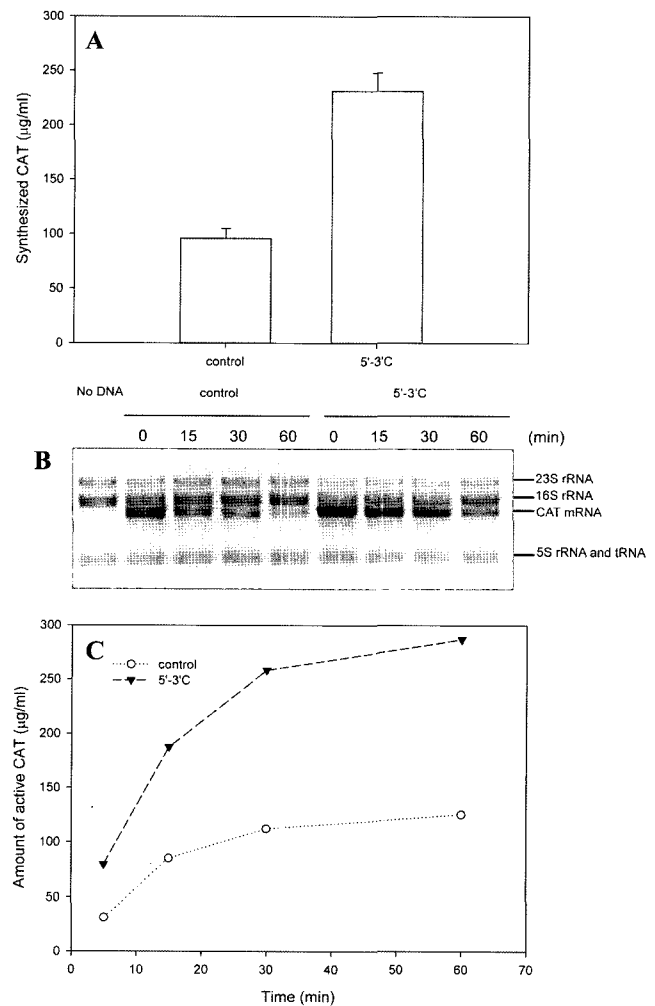 A
Synthesized CAT (µg/ml)
300
250
200
150
100
50
0
control
5'-3'C
No DNA
control
5'-3'C
0 15 30 60 0 15 30 60 (min)
B
23S rRNA
16S rRNA
CAT mRNA
5S rRNA and tRNA
C
control
5'-3'C
Amount of active CAT (µg/ml)
300
250
200
150
100
50
0
0 10 20 30 40 50 60 70
Time (min)